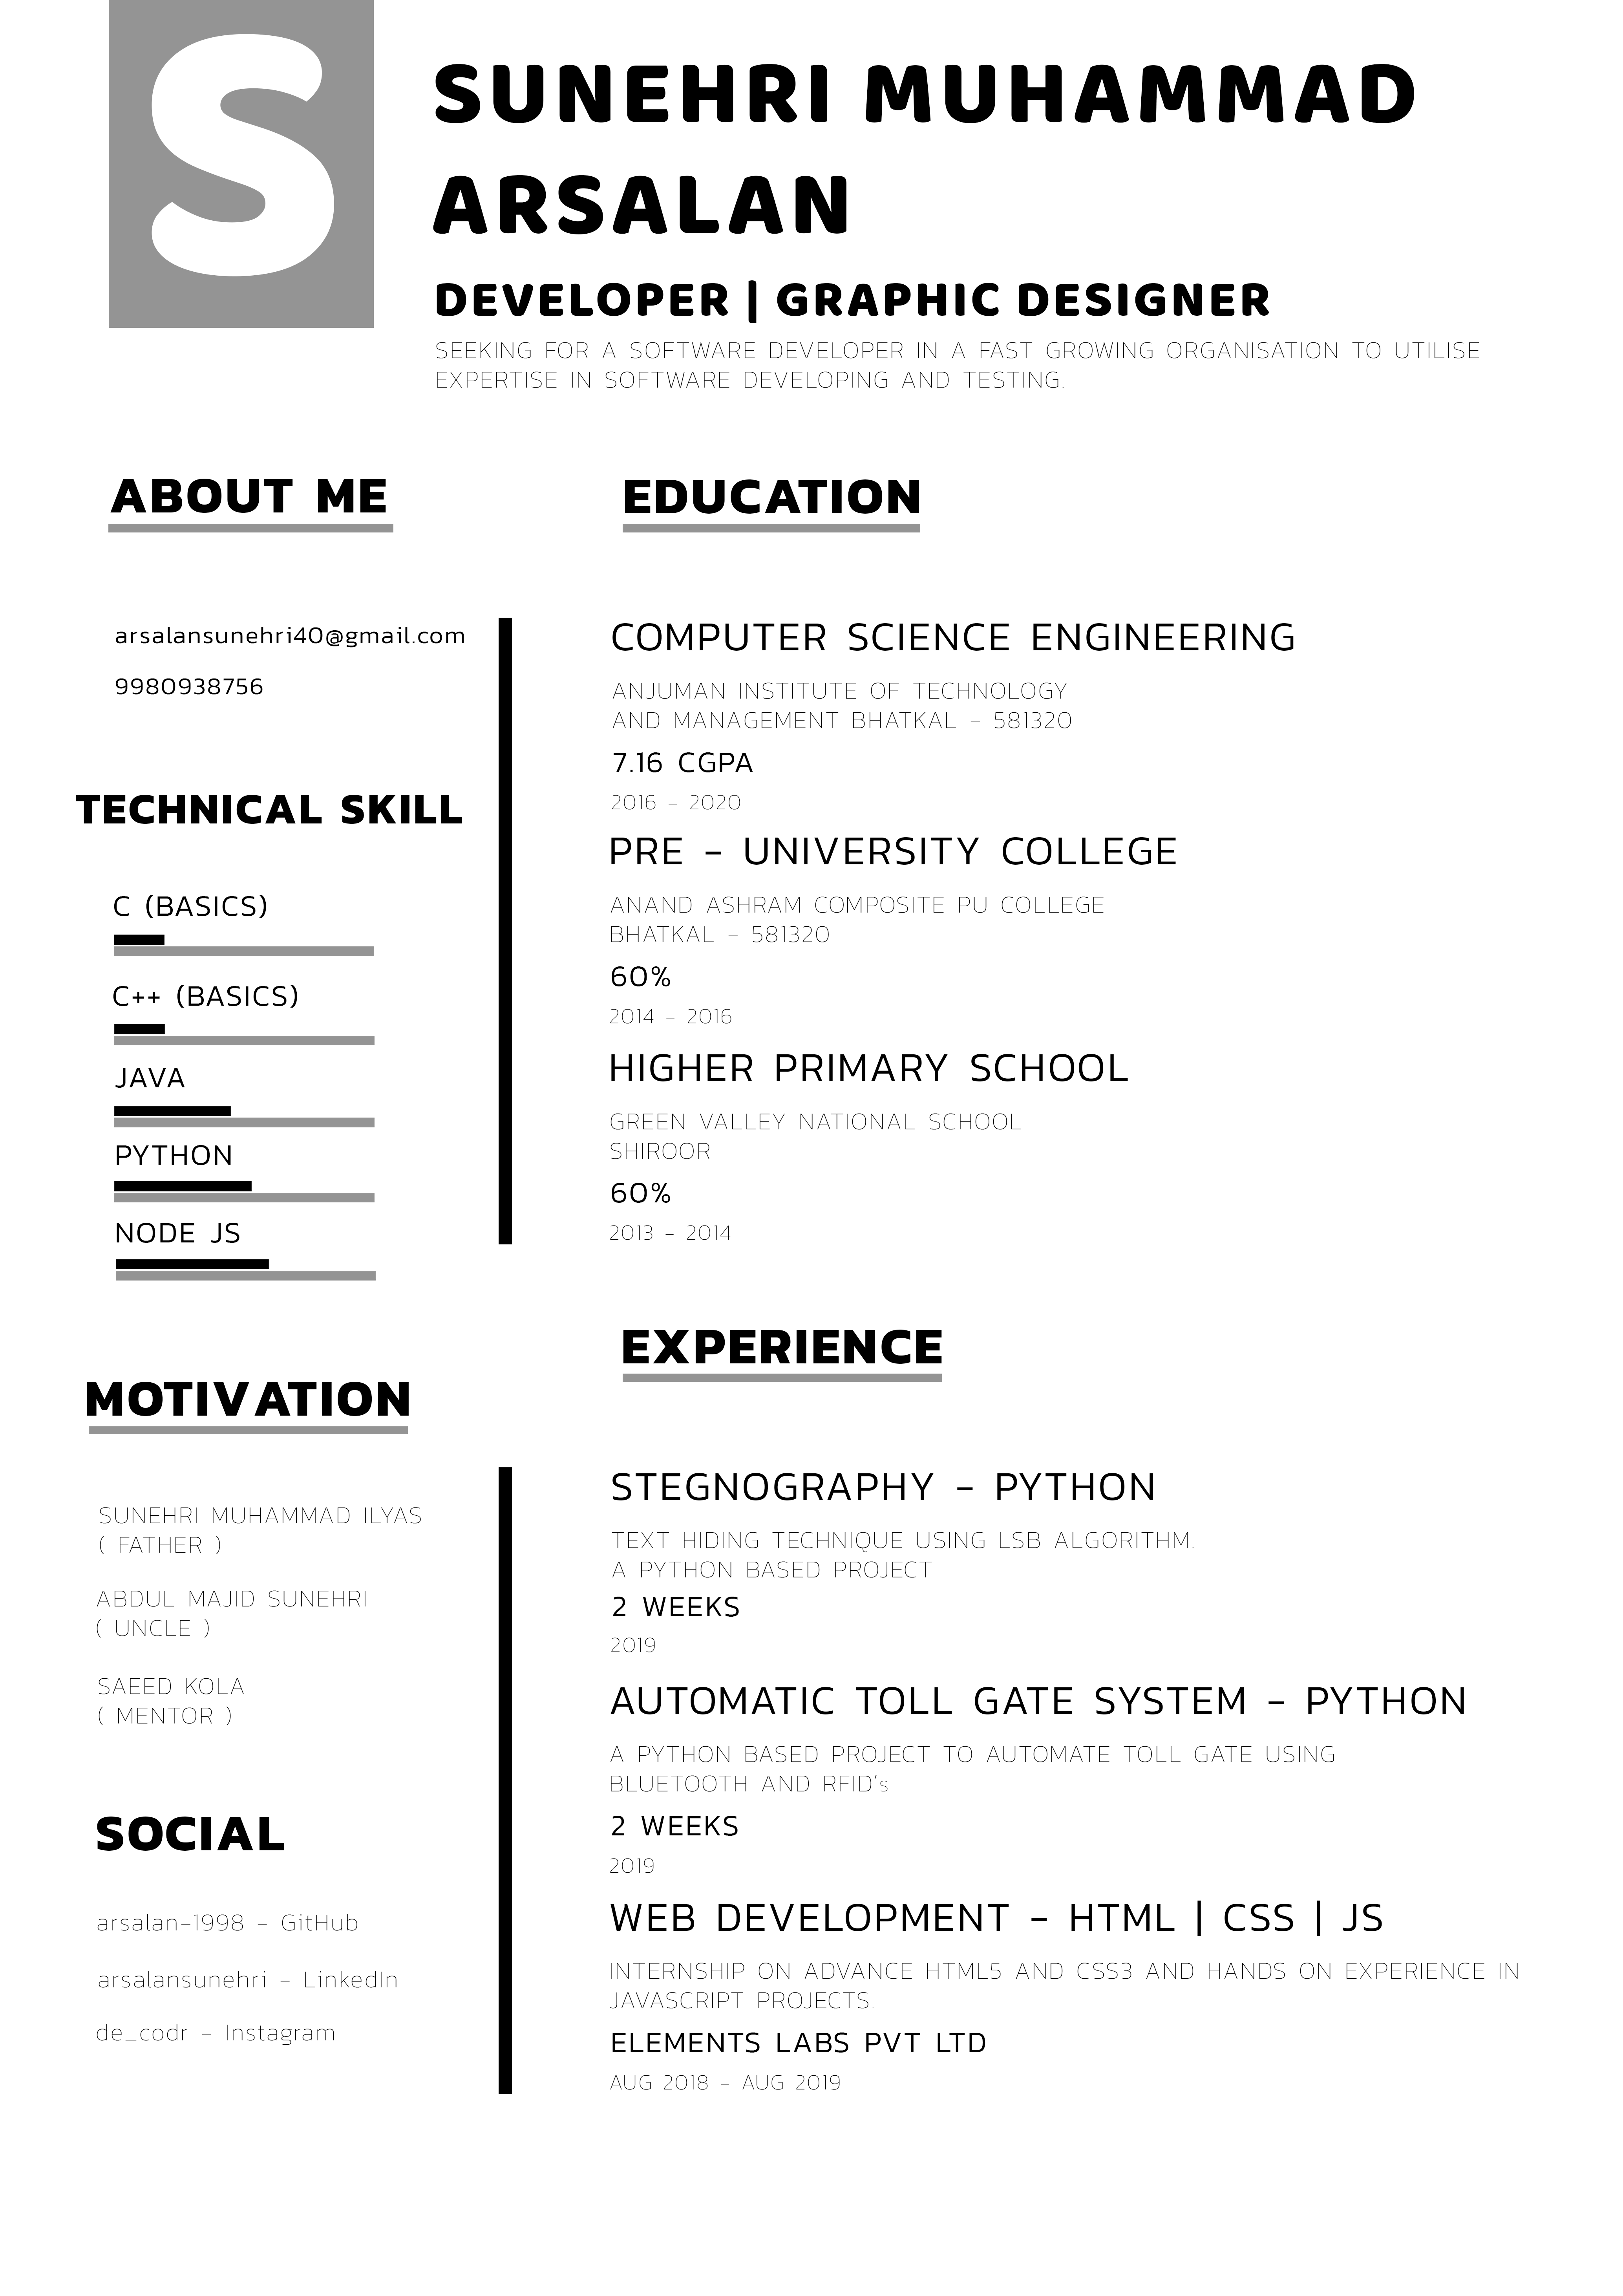 S
SUNEHRI MUHAMMAD
ARSALAN
DEVELOPER | GRAPHIC DESIGNER
SEEKING FOR A SOFTWARE DEVELOPER IN A FAST GROWING ORGANISATION TO UTILISE
EXPERTISE IN SOFTWARE DEVELOPING AND TESTING.
ABOUT ME
arsalansunehri40@gmail.com
9980938756
TECHNICAL SKILL
C (BASICS)
C++ (BASICS)
JAVA
PYTHON
NODE JS
MOTIVATION
SUNEHRI MUHAMMAD ILYAS
( FATHER )
ABDUL MAJID SUNEHRI
( UNCLE )
SAEED KOLA
( MENTOR )
SOCIAL
arsalan-1998 - GitHub
arsalansunehri - LinkedIn
de_codr - Instagram
EDUCATION
COMPUTER SCIENCE ENGINEERING
ANJUMAN INSTITUTE OF TECHNOLOGY
AND MANAGEMENT BHATKAL - 581320
7.16 CGPA
2016 - 2020
PRE - UNIVERSITY COLLEGE
ANAND ASHRAM COMPOSITE PU COLLEGE
BHATKAL - 581320
60%
2014 - 2016
HIGHER PRIMARY SCHOOL
GREEN VALLEY NATIONAL SCHOOL
SHIROOR
60%
2013 - 2014
EXPERIENCE
STEGNOGRAPHY - PYTHON
TEXT HIDING TECHNIQUE USING LSB ALGORITHM.
A PYTHON BASED PROJECT
2 WEEKS
2019
AUTOMATIC TOLL GATE SYSTEM - PYTHON
A PYTHON BASED PROJECT TO AUTOMATE TOLL GATE USING
BLUETOOTH AND RFID's
2 WEEKS
2019
WEB DEVELOPMENT - HTML | CSS | JS
INTERNSHIP ON ADVANCE HTML5 AND CSS3 AND HANDS ON EXPERIENCE IN
JAVASCRIPT PROJECTS.
ELEMENTS LABS PVT LTD
AUG 2018 - AUG 2019